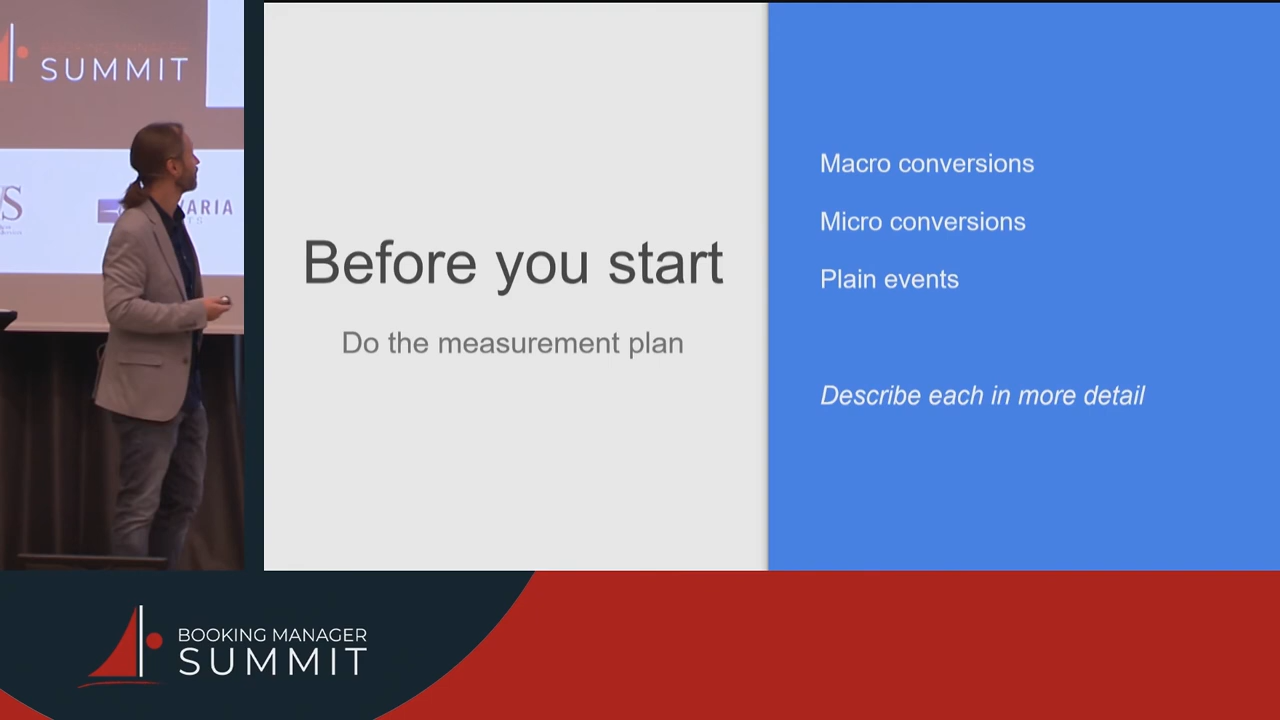 SUMMIT
Before you start
Do the measurement plan
Macro conversions
Micro conversions
Plain events
Describe each in more detail
BOOKING MANAGER
SUMMIT